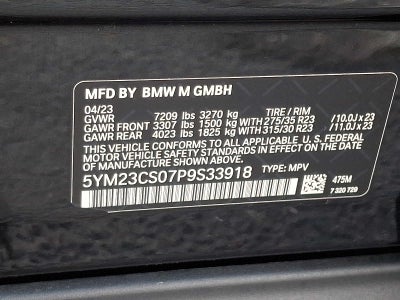 MFD BY BMW M GMBH
04/23 TIRE / RIM
GVWR 7209 lbs 3270 kg
GAWR FRONT 3307 lbs 1500 kg WITH 275/35 R23 /10.0J x 23
GAWR REAR 4023 lbs 1825 kg WITH 315/30 R23 /11.0J x 23
THIS VEHICLE CONFORMS TO ALL APPLICABLE U.S. FEDERAL
MOTOR VEHICLE SAFETY STANDARDS IN EFFECT ON THE DATE
OF MANUFACTURE SHOWN ABOVE.
5YM23CS07P9S33918 TYPE: MPV
475M
7 320 729